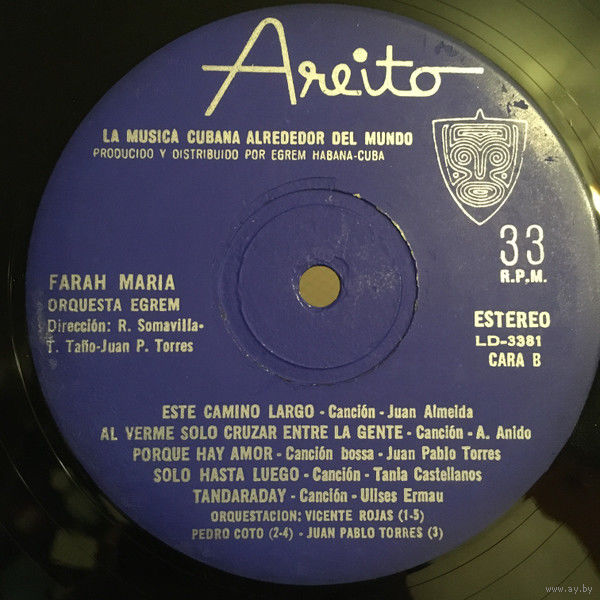 Areito
LA MUSICA CUBANA ALREDEDOR DEL MUNDO
PRODUCIDO Y DISTRIBUIDO POR EGREM HABANA-CUBA
33
R.P.M.
FARAH MARIA
ORQUESTA EGREM
Dirección: R. Somavilla-
T. Taño-Juan P. Torres
ESTEREO
LD-3381
CARA B
ESTE CAMINO LARGO - Canción - Juan Almeida
AL VERME SOLO CRUZAR ENTRE LA GENTE - Canción - A. Anido
PORQUE HAY AMOR - Canción bossa - Juan Pablo Torres
SOLO HASTA LUEGO - Canción - Tania Castellanos
TANDARADAY - Canción - Ulises Ermau
ORQUESTACION: VICENTE ROJAS (1-5)
PEDRO COTO (2-4) - JUAN PABLO TORRES (3)
www.ay.by